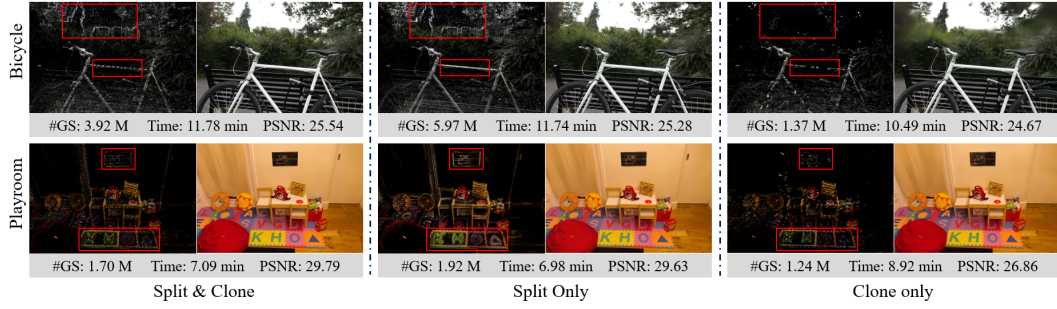 Bicycle
#GS: 3.92 M Time: 11.78 min PSNR: 25.54
#GS: 5.97 M Time: 11.74 min PSNR: 25.28
#GS: 1.37 M Time: 10.49 min PSNR: 24.67
Playroom
#GS: 1.70 M Time: 7.09 min PSNR: 29.79
#GS: 1.92 M Time: 6.98 min PSNR: 29.63
#GS: 1.24 M Time: 8.92 min PSNR: 26.86
Split & Clone
Split Only
Clone only